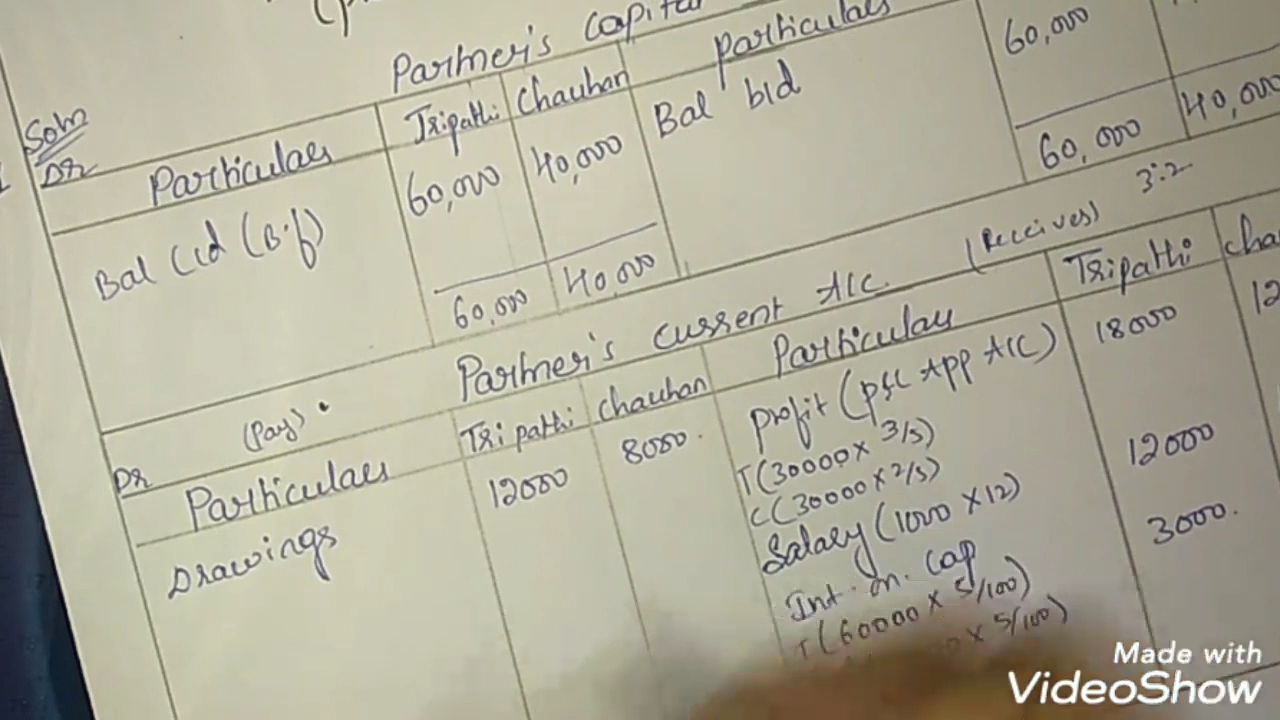 Partner's Capital
Soln
Dr
Particulars Tripathi Chauhan Particulars
Bal c/d (B.f) 60,000 40,000 Bal b/d 60,000
60,000 40,000 60,000 40,000
Partner's Current A/C (Receives) 3:2
(Pay)
Dr
Particulars Tripathi Chauhan Particulars Tripathi
Drawings 12000 8000 Profit (P&L App A/C) 18000
T (30000 x 3/5)
C (30000 x 2/5)
Salary (1000 x 12) 12000
Int. on. cap 3000
T (60000 x 5/100)
x 5/100)
Made with
VideoShow